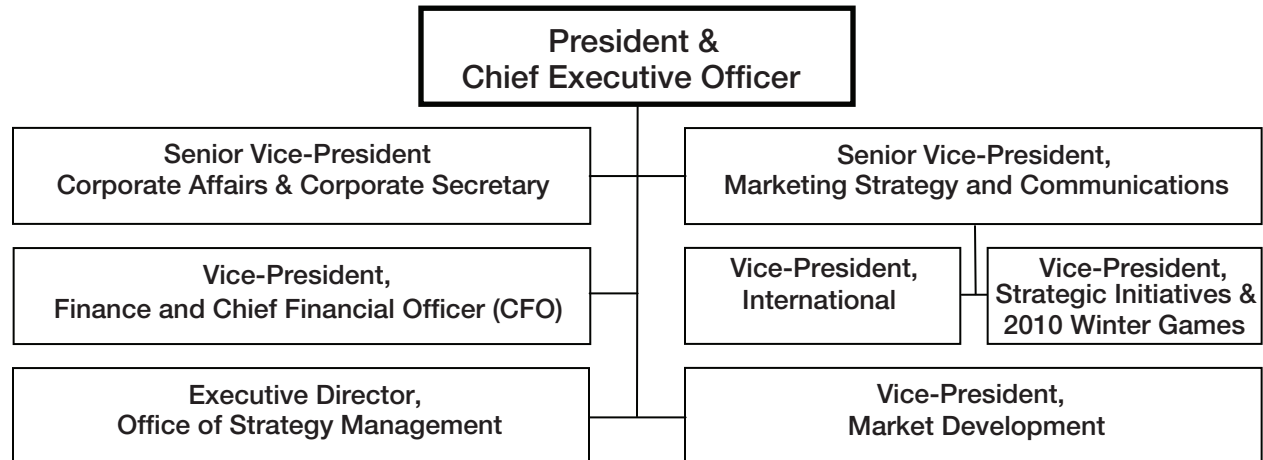 President &
Chief Executive Officer
Senior Vice-President
Corporate Affairs & Corporate Secretary
Senior Vice-President,
Marketing Strategy and Communications
Vice-President,
Finance and Chief Financial Officer (CFO)
Vice-President,
International
Vice-President,
Strategic Initiatives &
2010 Winter Games
Executive Director,
Office of Strategy Management
Vice-President,
Market Development